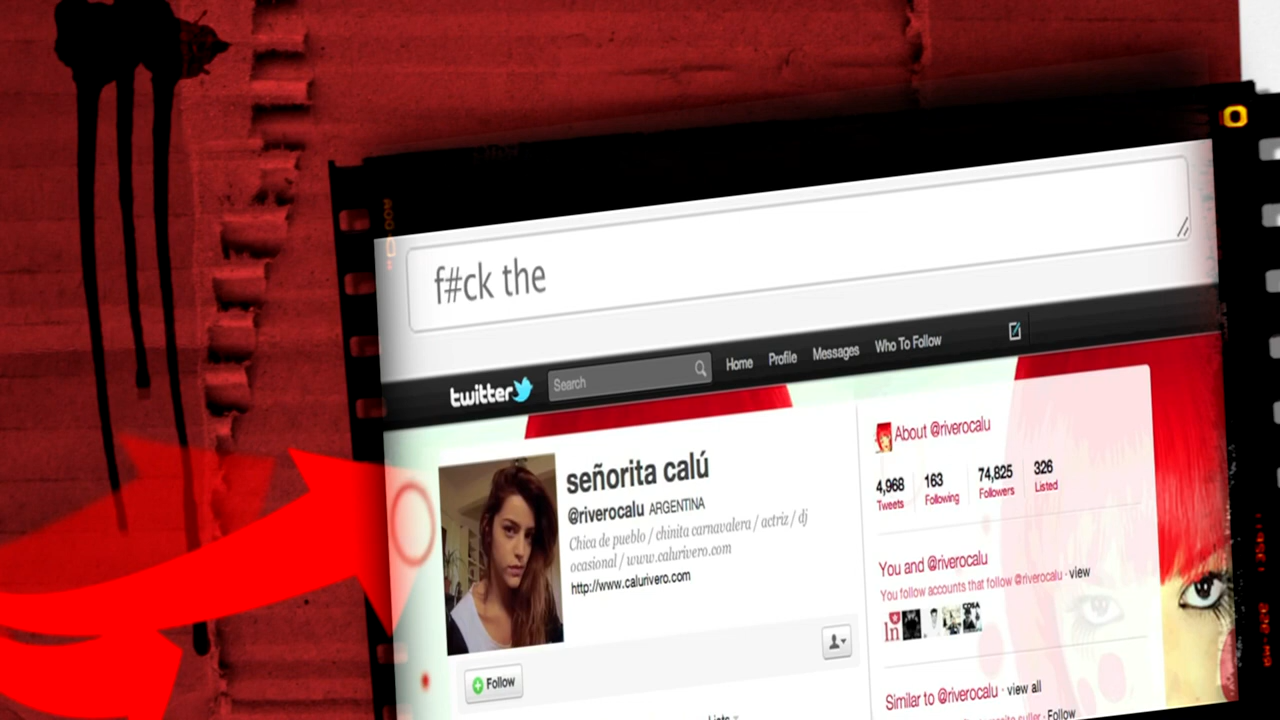 f#ck the
twitter
Search
Home Profile Messages Who To Follow
señorita calú
@riverocalu ARGENTINA
Chica de pueblo / chinita carnavalera / actriz / dj
ocasional / www.calurivero.com
http://www.calurivero.com
Follow
About @riverocalu
4,968 163 74,825 326
Tweets Following Followers Listed
You and @riverocalu
You follow accounts that follow @riverocalu · view
ln
COSA
Similar to @riverocalu · view all
· Follow